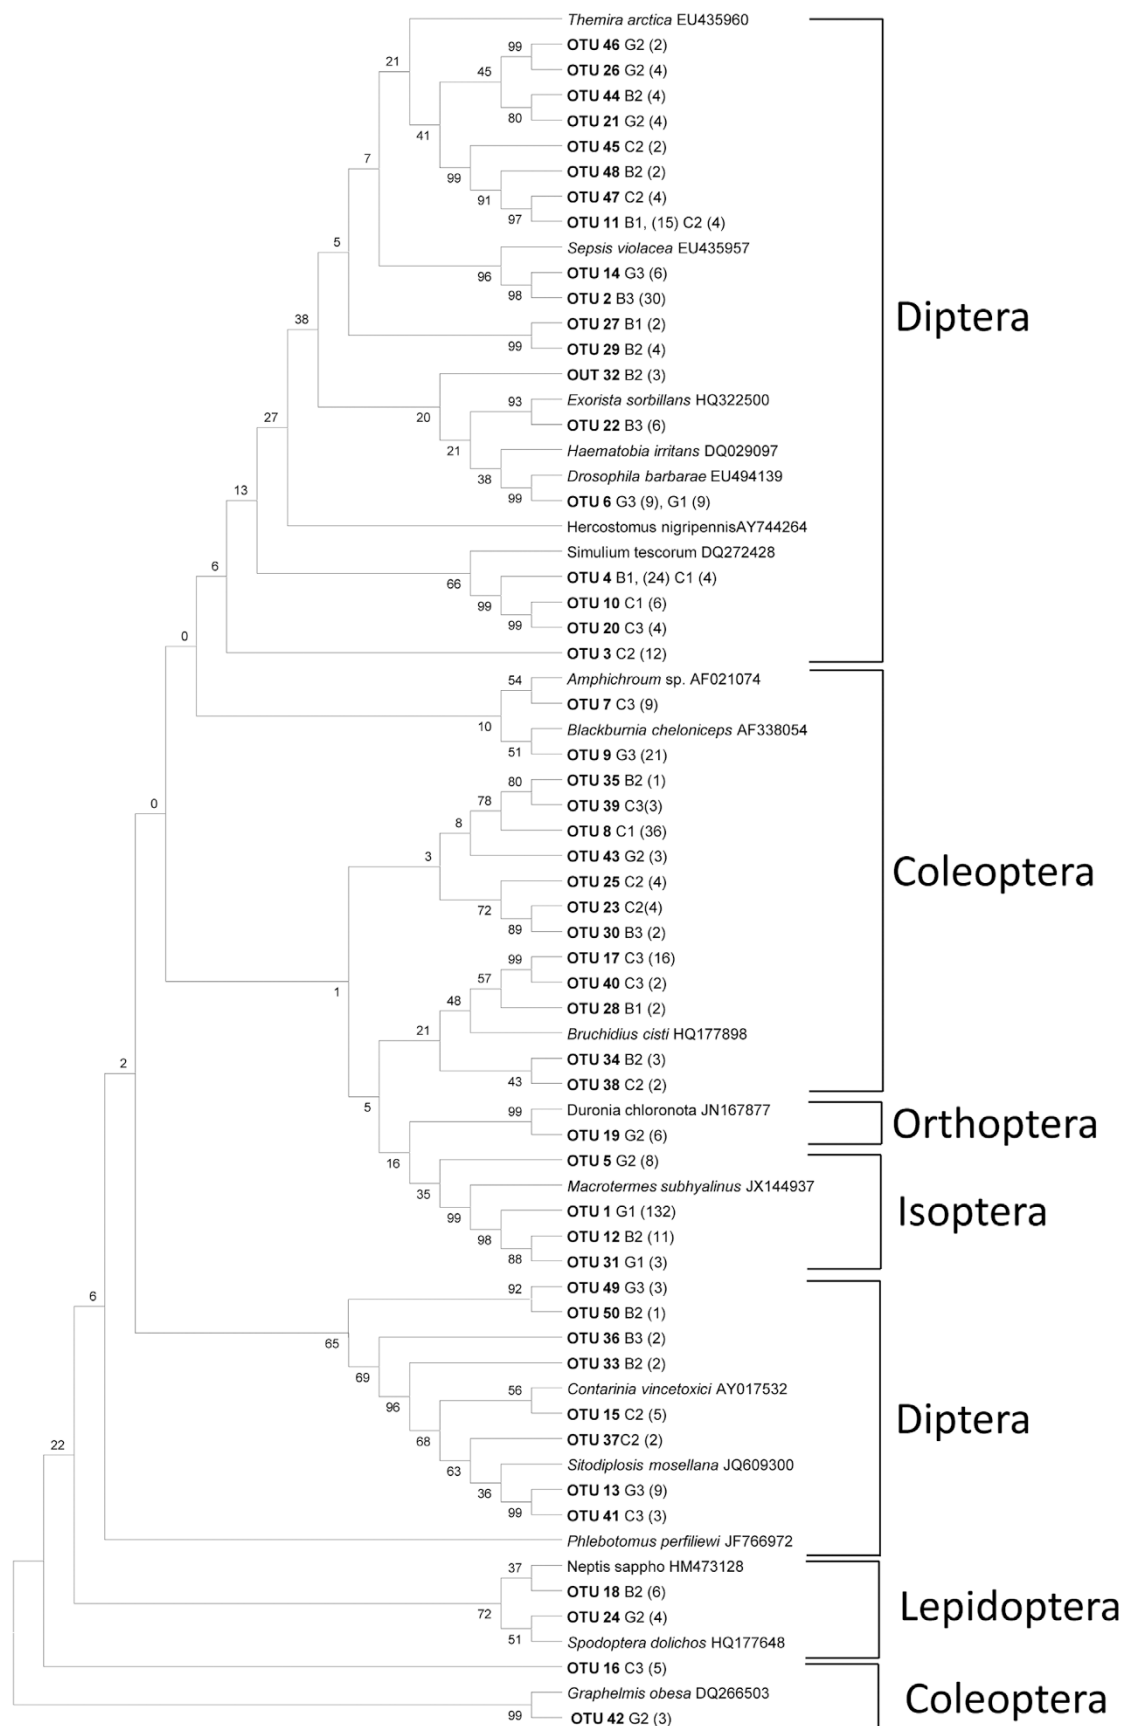 Themira arctica EU435960
99
OTU 46 G2 (2)
21
OTU 26 G2 (4)
45
OTU 44 B2 (4)
80
OTU 21 G2 (4)
41
OTU 45 C2 (2)
7
99
OTU 48 B2 (2)
91
OTU 47 C2 (4)
97
OTU 11 B1, (15) C2 (4)
5
Sepsis violacea EU435957
96
OTU 14 G3 (6)
98
OTU 2 B3 (30)
Diptera
38
OTU 27 B1 (2)
99
OTU 29 B2 (4)
OUT 32 B2 (3)
93
Exorista sorbillans HQ322500
27
20
OTU 22 B3 (6)
21
Haematobia irritans DQ029097
38
Drosophila barbarae EU494139
13
99
OTU 6 G3 (9), G1 (9)
Hercostomus nigripennisAY744264
Simulium tescorum DQ272428
6
66
OTU 4 B1, (24) C1 (4)
99
OTU 10 C1 (6)
99
OTU 20 C3 (4)
0
OTU 3 C2 (12)
54
Amphichroum sp. AF021074
OTU 7 C3 (9)
10
Blackburnia cheloniceps AF338054
51
OTU 9 G3 (21)
80
OTU 35 B2 (1)
0
78
OTU 39 C3(3)
8
OTU 8 C1 (36)
3
OTU 43 G2 (3)
Coleoptera
OTU 25 C2 (4)
72
OTU 23 C2(4)
89
OTU 30 B3 (2)
99
OTU 17 C3 (16)
57
OTU 40 C3 (2)
1
48
OTU 28 B1 (2)
21
Bruchidius cisti HQ177898
OTU 34 B2 (3)
2
43
OTU 38 C2 (2)
5
99
Duronia chloronota JN167877
Orthoptera
OTU 19 G2 (6)
16
OTU 5 G2 (8)
35
Macrotermes subhyalinus JX144937
99
OTU 1 G1 (132)
Isoptera
98
OTU 12 B2 (11)
88
OTU 31 G1 (3)
92
OTU 49 G3 (3)
6
OTU 50 B2 (1)
65
OTU 36 B3 (2)
69
OTU 33 B2 (2)
96
56
Contarinia vincetoxici AY017532
OTU 15 C2 (5)
Diptera
68
OTU 37C2 (2)
22
63
Sitodiplosis mosellana JQ609300
36
OTU 13 G3 (9)
99
OTU 41 C3 (3)
Phlebotomus perfiliewi JF766972
37
Neptis sappho HM473128
OTU 18 B2 (6)
72
OTU 24 G2 (4)
Lepidoptera
51
Spodoptera dolichos HQ177648
OTU 16 C3 (5)
Graphelmis obesa DQ266503
Coleoptera
99
OTU 42 G2 (3)